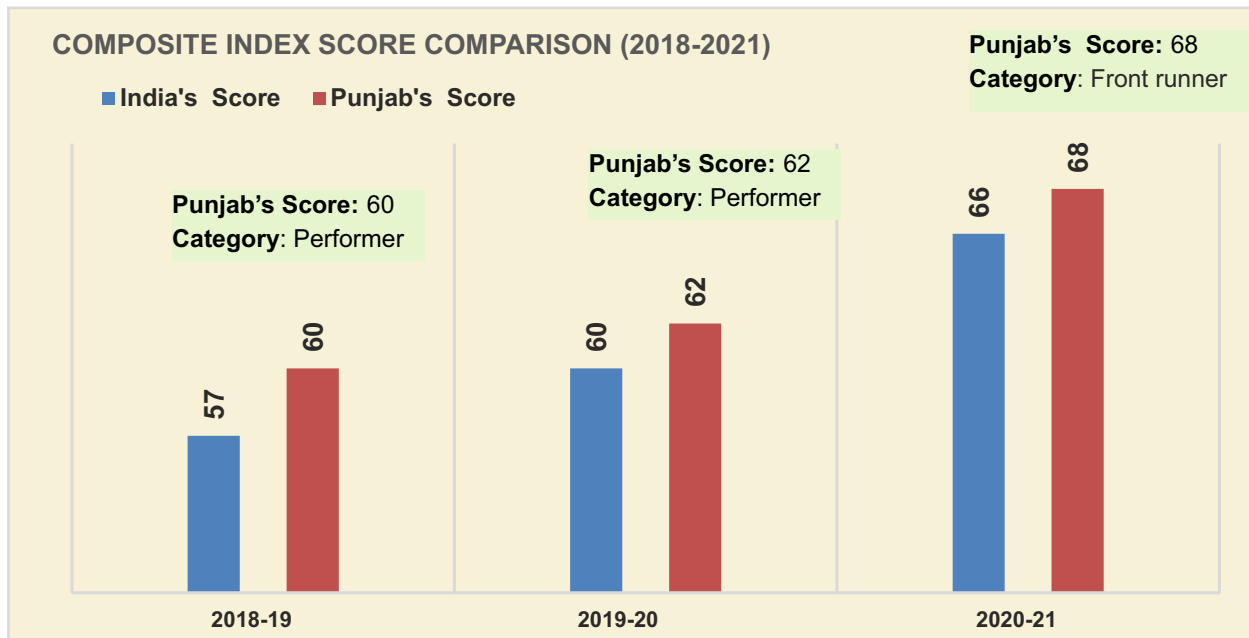 COMPOSITE INDEX SCORE COMPARISON (2018-2021)
Punjab’s Score: 68
Category: Front runner
India's Score Punjab's Score
Punjab’s Score: 60
Category: Performer
Punjab’s Score: 62
Category: Performer
57
60
60
62
66
68
2018-19
2019-20
2020-21